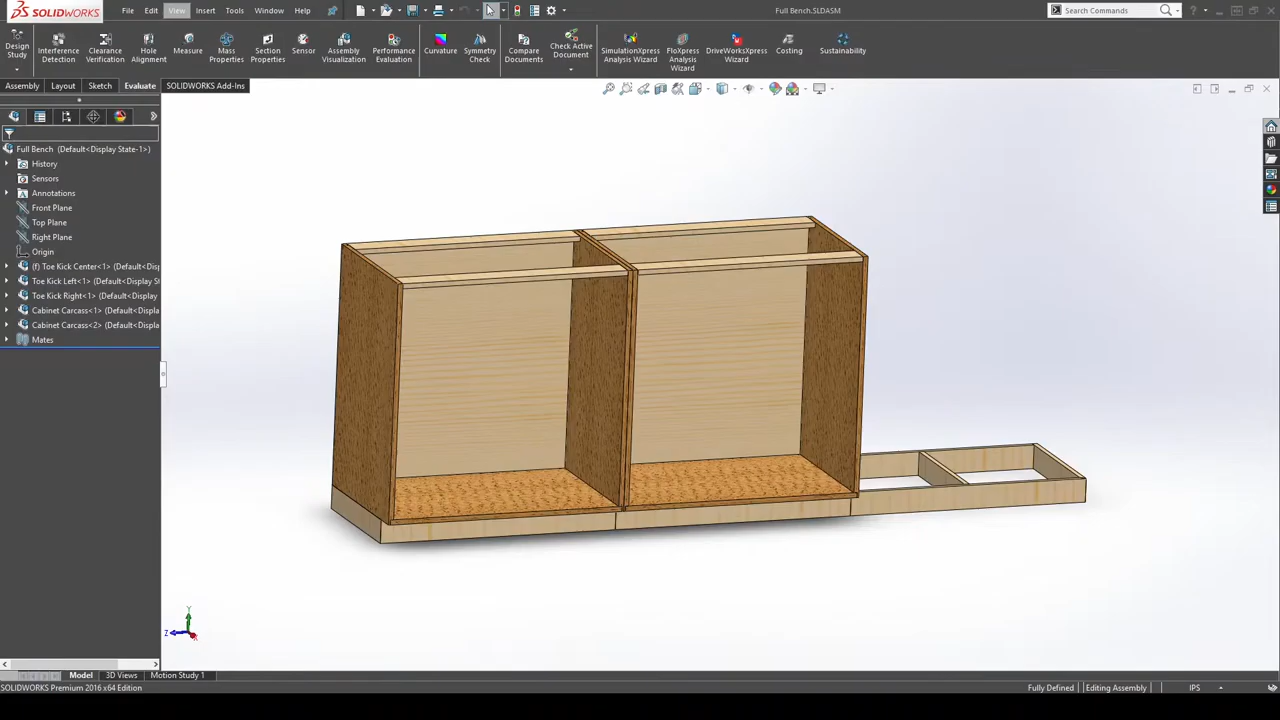 SOLIDWORKS
File
Edit
View
Insert
Tools
Window
Help
Full Bench.SLDASM
Search Commands
Design
Study
Interference
Detection
Clearance
Verification
Hole
Alignment
Measure
Mass
Properties
Section
Properties
Sensor
Assembly
Visualization
Performance
Evaluation
Curvature
Symmetry
Check
Compare
Documents
Check Active
Document
SimulationXpress
Analysis Wizard
FloXpress
Analysis
Wizard
DriveWorksXpress
Wizard
Costing
Sustainability
Assembly
Layout
Sketch
Evaluate
SOLIDWORKS Add-Ins
Full Bench (Default<Display State-1>)
History
Sensors
Annotations
Front Plane
Top Plane
Right Plane
Origin
(f) Toe Kick Center<1> (Default<Disp
Toe Kick Left<1> (Default<Display S
Toe Kick Right<1> (Default<Display
Cabinet Carcass<1> (Default<Displa
Cabinet Carcass<2> (Default<Displa
Mates
Y
Z
Model
3D Views
Motion Study 1
SOLIDWORKS Premium 2016 x64 Edition
Fully Defined
Editing Assembly
IPS